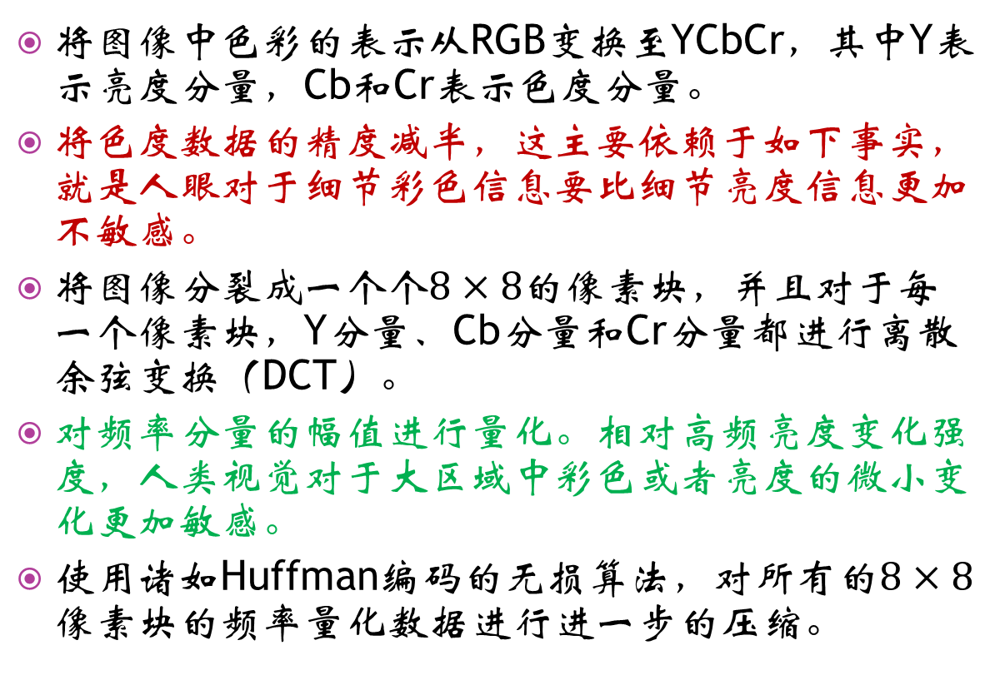 将图像中色彩的表示从RGB变换至YCbCr，其中Y表
示亮度分量，Cb和Cr表示色度分量。
将色度数据的精度减半，这主要依赖于如下事实，
就是人眼对于细节彩色信息要比细节亮度信息更加
不敏感。
将图像分裂成一个个8×8的像素块，并且对于每
一个像素块，Y分量、Cb分量和Cr分量都进行离散
余弦变换（DCT）。
对频率分量的幅值进行量化。相对高频亮度变化强
度，人类视觉对于大区域中彩色或者亮度的微小变
化更加敏感。
使用诸如Huffman编码的无损算法，对所有的8×8
像素块的频率量化数据进行进一步的压缩。